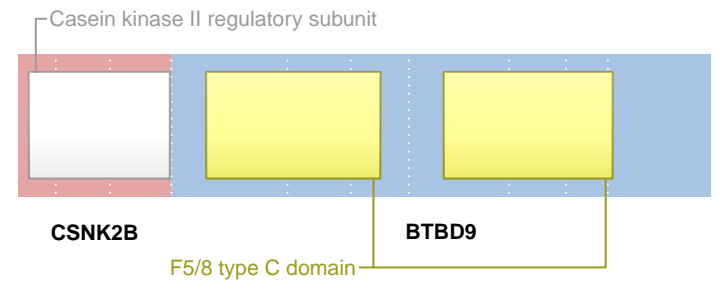 Casein kinase II regulatory subunit
CSNK2B
BTBD9
F5/8 type C domain